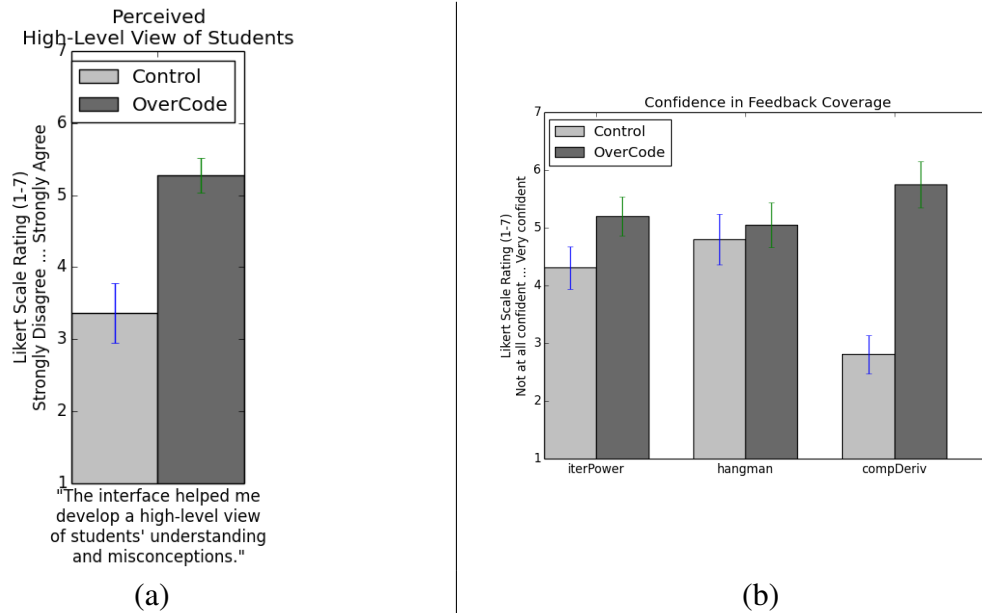 Perceived
High-Level View of Students
7
6
5
4
3
2
1
Likert Scale Rating (1-7)
Strongly Disagree ... Strongly Agree
Control
OverCode
"The interface helped me
develop a high-level view
of students' understanding
and misconceptions."
(a)
Confidence in Feedback Coverage
7
6
5
4
3
2
1
Likert Scale Rating (1-7)
Not at all confident ... Very confident
Control
OverCode
iterPower
hangman
compDeriv
(b)